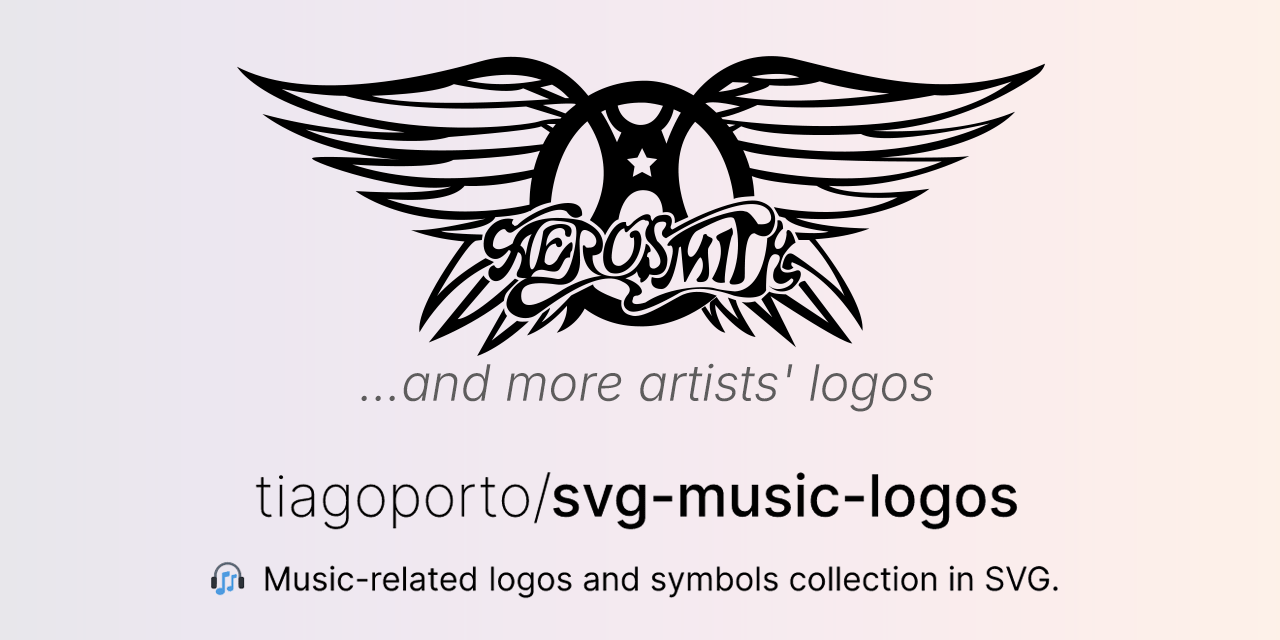 AEROSMITH
...and more artists' logos
tiagoporto/svg-music-logos
Music-related logos and symbols collection in SVG.